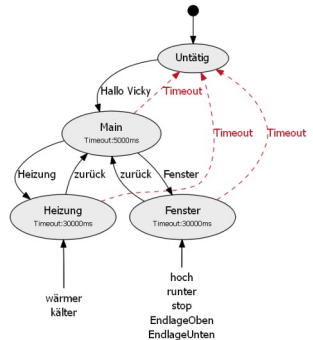 Untätig
Hallo Vicky
Timeout
Main
Timeout:5000ms
Timeout
Timeout
Heizung
zurück
zurück
Fenster
Heizung
Timeout:30000ms
Fenster
Timeout:30000ms
wärmer
kälter
hoch
runter
stop
EndlageOben
EndlageUnten